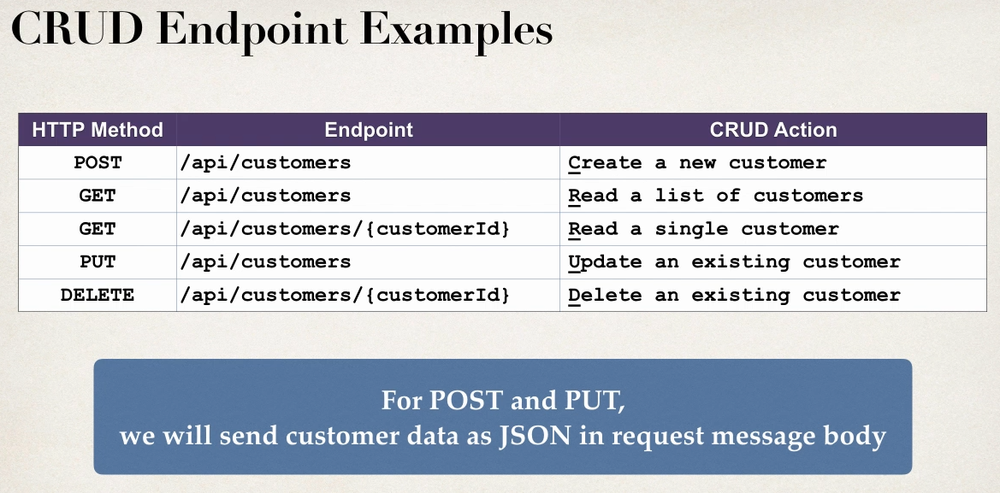 CRUD Endpoint Examples
HTTP Method Endpoint CRUD Action
POST /api/customers Create a new customer
GET /api/customers Read a list of customers
GET /api/customers/{customerId} Read a single customer
PUT /api/customers Update an existing customer
DELETE /api/customers/{customerId} Delete an existing customer
For POST and PUT,
we will send customer data as JSON in request message body